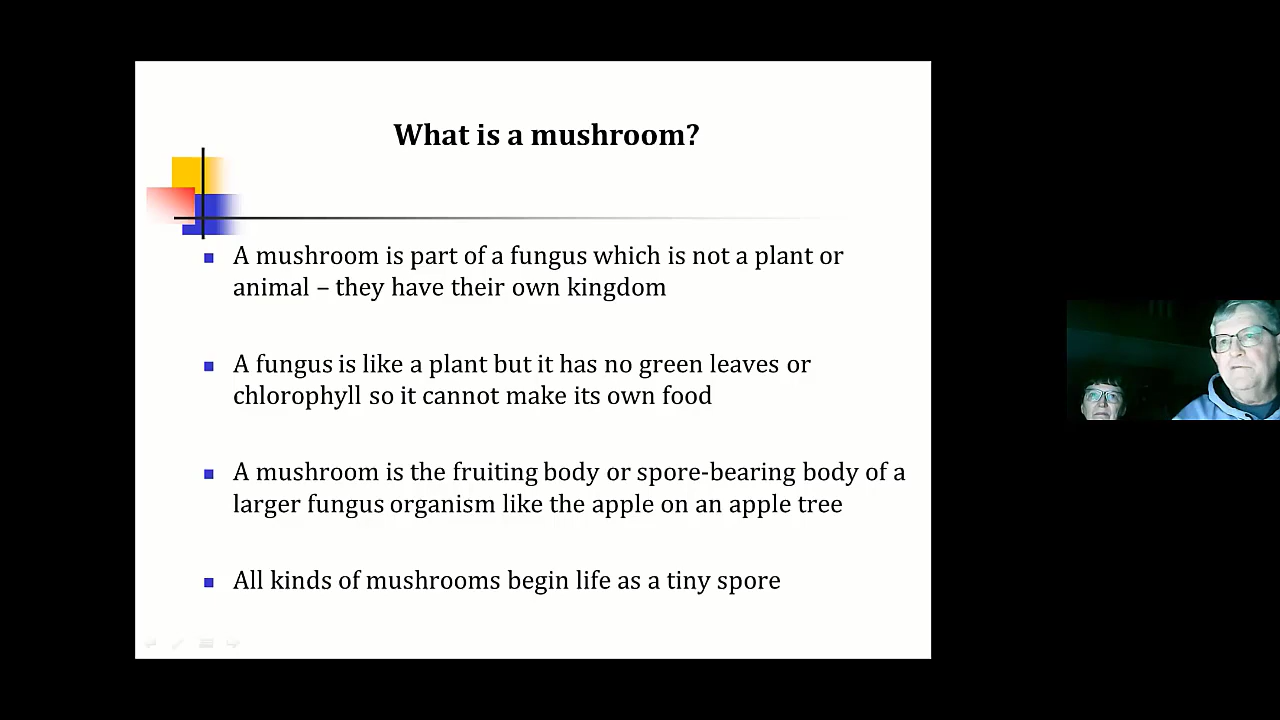 What is a mushroom?
A mushroom is part of a fungus which is not a plant or
animal – they have their own kingdom
A fungus is like a plant but it has no green leaves or
chlorophyll so it cannot make its own food
A mushroom is the fruiting body or spore-bearing body of a
larger fungus organism like the apple on an apple tree
All kinds of mushrooms begin life as a tiny spore